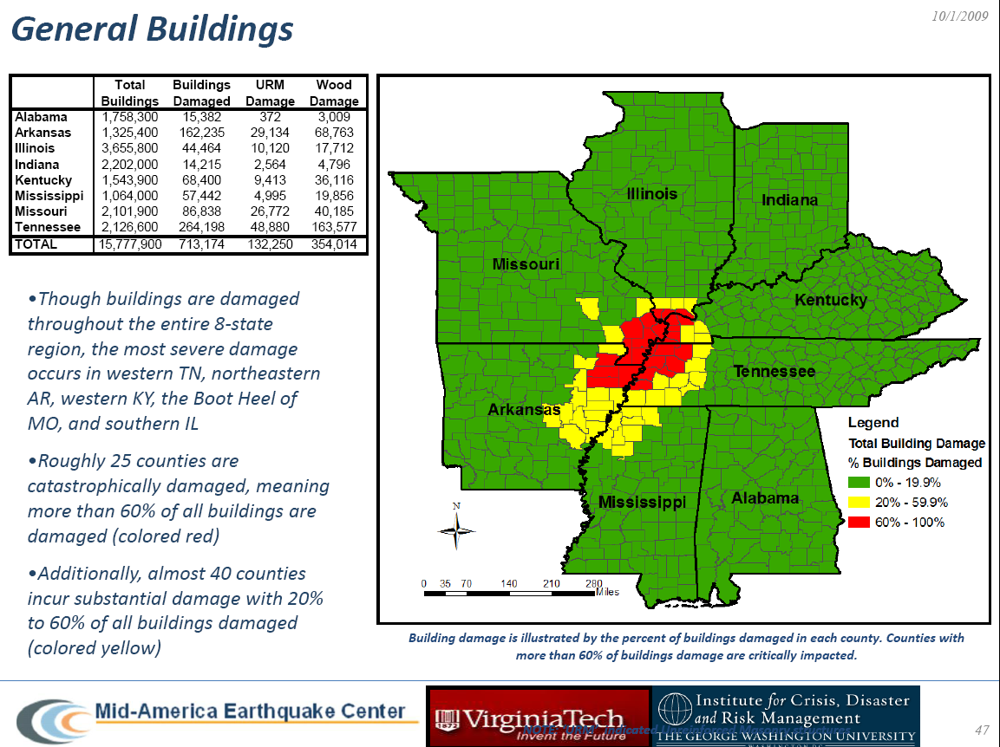 General Buildings
10/1/2009
Total Buildings Buildings Damaged URM Damage Wood Damage
Alabama 1,758,300 15,382 372 3,009
Arkansas 1,325,400 162,235 29,134 68,763
Illinois 3,655,800 44,464 10,120 17,712
Indiana 2,202,000 14,215 2,564 4,796
Kentucky 1,543,900 68,400 9,413 36,116
Mississippi 1,064,000 57,442 4,995 19,856
Missouri 2,101,900 86,838 26,772 40,185
Tennessee 2,126,600 264,198 48,880 163,577
TOTAL 15,777,900 713,174 132,250 354,014
•Though buildings are damaged
throughout the entire 8-state
region, the most severe damage
occurs in western TN, northeastern
AR, western KY, the Boot Heel of
MO, and southern IL
•Roughly 25 counties are
catastrophically damaged, meaning
more than 60% of all buildings are
damaged (colored red)
•Additionally, almost 40 counties
incur substantial damage with 20%
to 60% of all buildings damaged
(colored yellow)
Illinois
Indiana
Missouri
Kentucky
Tennessee
Arkansas
Mississippi
Alabama
Legend
Total Building Damage
% Buildings Damaged
0% - 19.9%
20% - 59.9%
60% - 100%
N
0 35 70 140 210 280
Miles
Building damage is illustrated by the percent of buildings damaged in each county. Counties with
more than 60% of buildings damage are critically impacted.
Mid-America Earthquake Center
1872
VirginiaTech
Invent the Future
Institute for Crisis, Disaster
and Risk Management
THE GEORGE WASHINGTON UNIVERSITY
WASHINGTON DC
NOTE: "URM" indicated Unreinforced Masonry structures
47